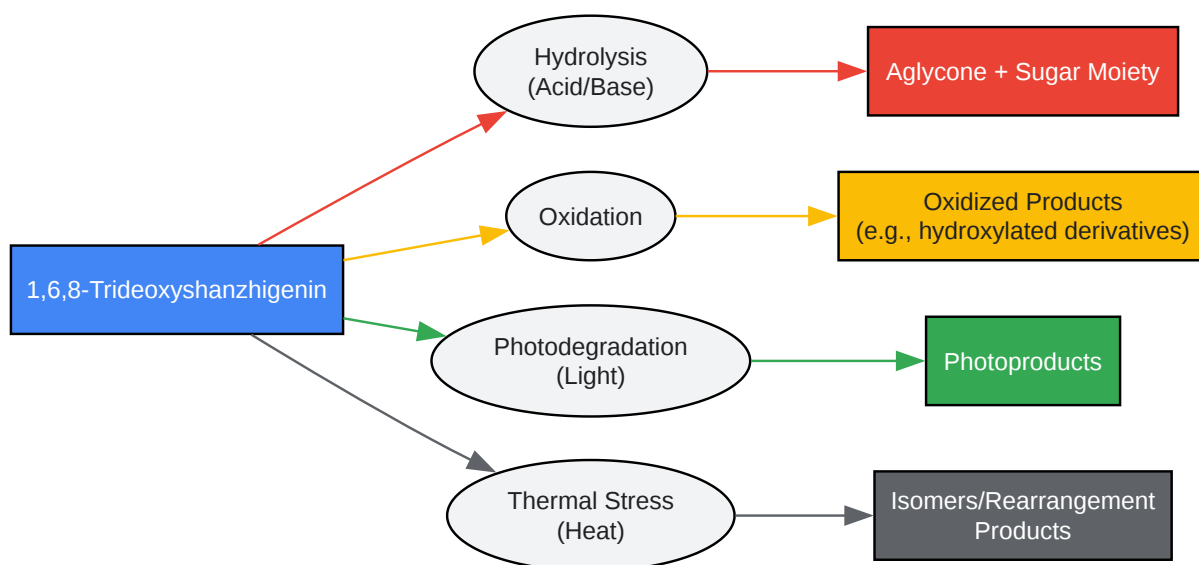 Hydrolysis
(Acid/Base)
Aglycone + Sugar Moiety
Oxidation
Oxidized Products
(e.g., hydroxylated derivatives)
1,6,8-Trideoxyshanzhigenin
Photodegradation
(Light)
Photoproducts
Thermal Stress
(Heat)
Isomers/Rearrangement
Products